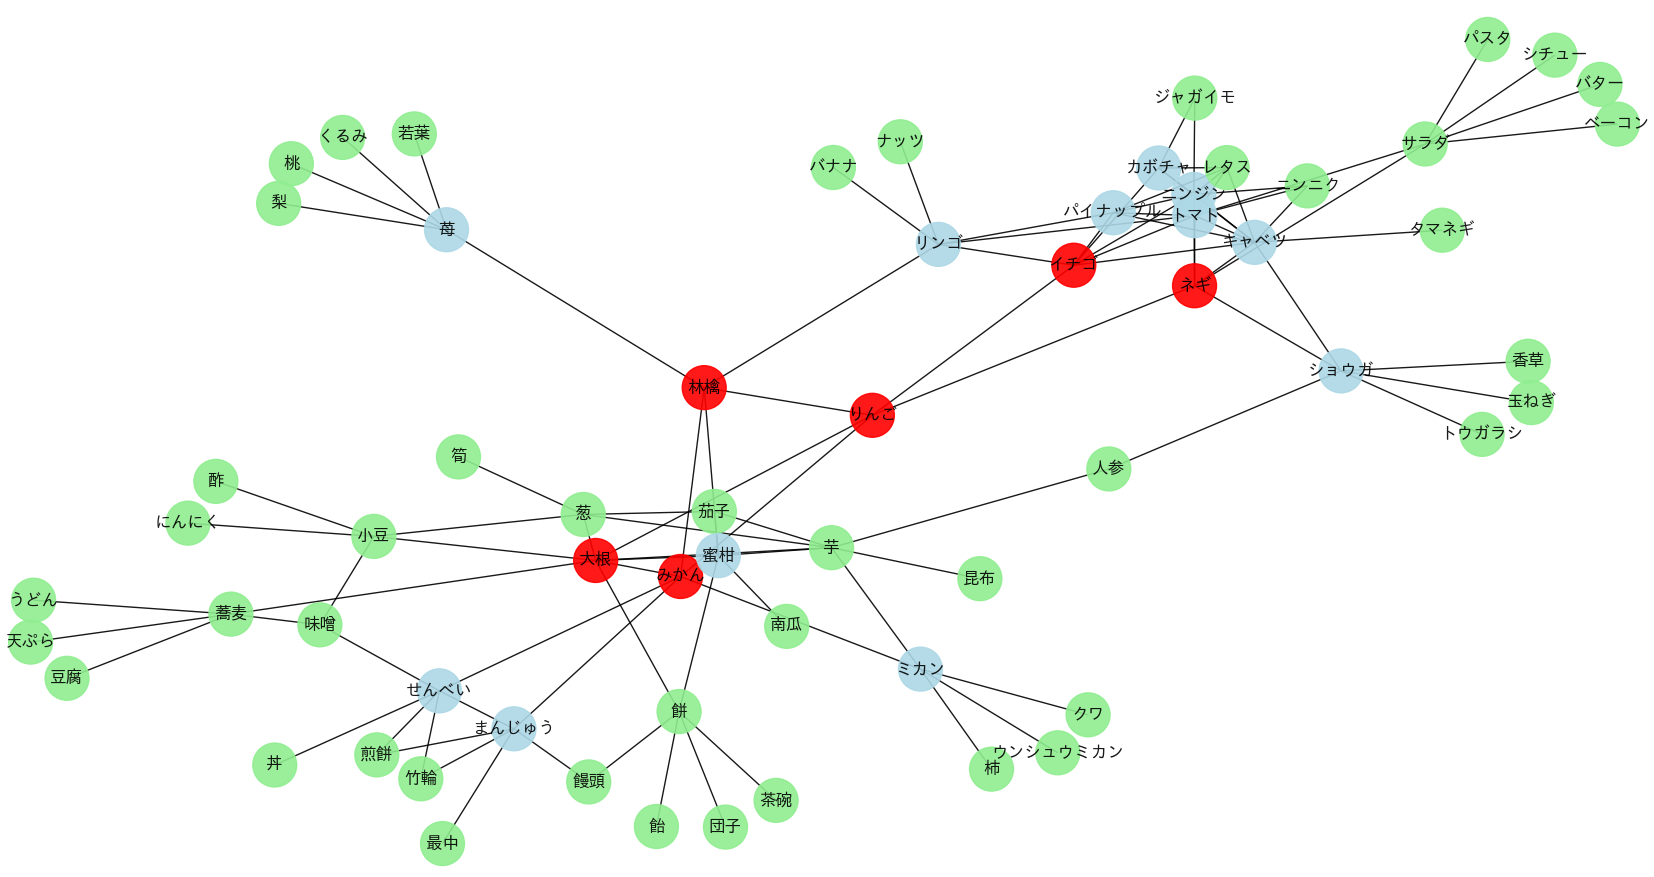 パスタ
シチュー
バター
ジャガイモ
ベーコン
くるみ
若葉
ナッツ
サラダ
桃
バナナ
カボチャ
レタス
ニンニク
梨
ニンジン
パイナップル
トマト
苺
リンゴ
キャベツ
タマネギ
イチゴ
ネギ
香草
ショウガ
林檎
玉ねぎ
りんご
トウガラシ
筍
人参
酢
葱
茄子
にんにく
小豆
芋
大根
蜜柑
みかん
昆布
うどん
蕎麦
味噌
南瓜
天ぷら
豆腐
ミカン
せんべい
餅
クワ
まんじゅう
丼
煎餅
竹輪
饅頭
ウンシュウミカン
柿
茶碗
飴
団子
最中